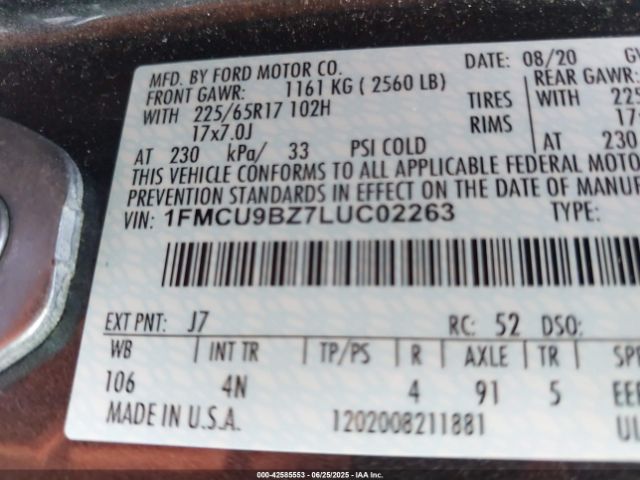 MFD. BY FORD MOTOR CO.
DATE: 08/20
FRONT GAWR: 1161 KG ( 2560 LB)
REAR GAWR:
WITH 225/65R17 102H
TIRES
17x7.0J
RIMS
AT 230 kPa/ 33 PSI COLD
AT 230
THIS VEHICLE CONFORMS TO ALL APPLICABLE FEDERAL MOTO
PREVENTION STANDARDS IN EFFECT ON THE DATE OF MANU
VIN: 1FMCU9BZ7LUC02263
TYPE:
EXT PNT: J7
RC: 52 DSO:
WB INT TR TP/PS R AXLE TR SP
106 4N 4 91 5
MADE IN U.S.A.
1202008211881
© COPYRIGHT - 42585553 - 06/25/2025 - IAA Inc.